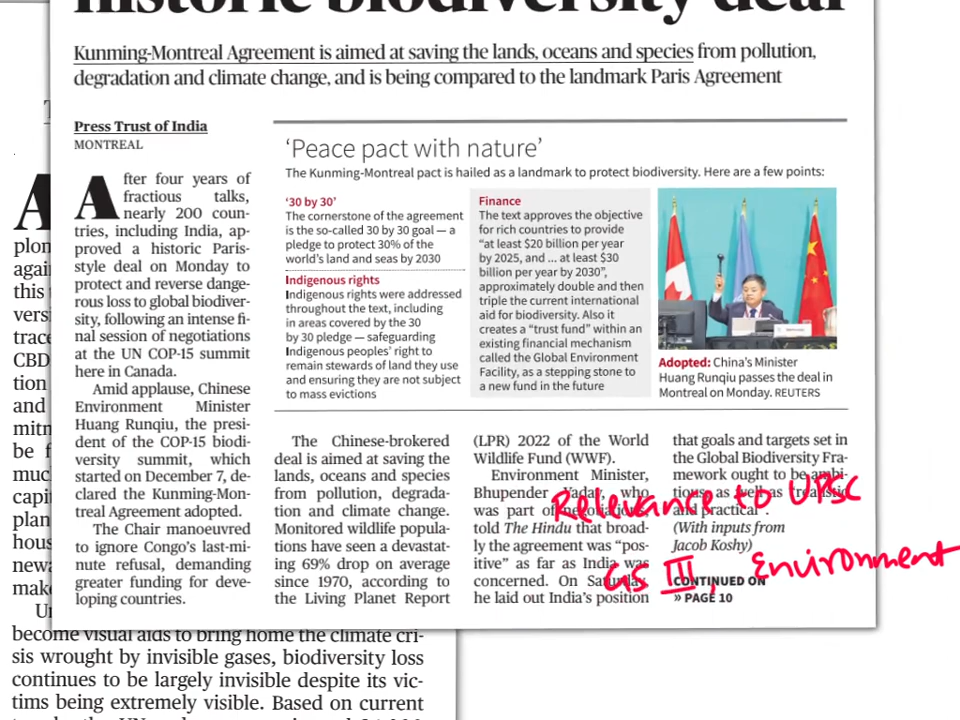 historic biodiversity deal
Kunming-Montreal Agreement is aimed at saving the lands, oceans and species from pollution,
degradation and climate change, and is being compared to the landmark Paris Agreement
Press Trust of India
MONTREAL
After four years of
fractious talks,
nearly 200 coun-
tries, including India, ap-
proved a historic Paris-
style deal on Monday to
protect and reverse dange-
rous loss to global biodiver-
sity, following an intense fi-
nal session of negotiations
at the UN COP-15 summit
here in Canada.
Amid applause, Chinese
Environment Minister
Huang Runqiu, the presi-
dent of the COP-15 biodi-
versity summit, which
started on December 7, de-
clared the Kunming-Mon-
treal Agreement adopted.
The Chair manoeuvred
to ignore Congo's last-mi-
nute refusal, demanding
greater funding for deve-
loping countries.
'Peace pact with nature'
The Kunming-Montreal pact is hailed as a landmark to protect biodiversity. Here are a few points:
'30 by 30'
The cornerstone of the agreement
is the so-called 30 by 30 goal — a
pledge to protect 30% of the
world's land and seas by 2030
Indigenous rights
Indigenous rights were addressed
throughout the text, including
in areas covered by the 30
by 30 pledge — safeguarding
Indigenous peoples' right to
remain stewards of land they use
and ensuring they are not subject
to mass evictions
Finance
The text approves the objective
for rich countries to provide
"at least $20 billion per year
by 2025, and ... at least $30
billion per year by 2030",
approximately double and then
triple the current international
aid for biodiversity. Also it
creates a "trust fund" within an
existing financial mechanism
called the Global Environment
Facility, as a stepping stone to
a new fund in the future
Adopted: China's Minister
Huang Runqiu passes the deal in
Montreal on Monday. REUTERS
The Chinese-brokered
deal is aimed at saving the
lands, oceans and species
from pollution, degrada-
tion and climate change.
Monitored wildlife popula-
tions have seen a devastat-
ing 69% drop on average
since 1970, according to
the Living Planet Report
(LPR) 2022 of the World
Wildlife Fund (WWF).
Environment Minister,
Bhupender Yadav, who
was part of negotiations
told The Hindu that broad-
ly the agreement was "pos-
itive" as far as India was
concerned. On Saturday,
he laid out India's position
that goals and targets set in
the Global Biodiversity Fra-
mework ought to be ambi-
tious, as well as "realistic
and practical".
(With inputs from
Jacob Koshy)
CONTINUED ON
» PAGE 10
Relevance to UPSC
GS III, Environment
A
plon
agai
this
versi
trace
CBD
tion
and
mitn
be f
muc
capit
plan
hous
newa
mak
Un
become visual aids to bring home the climate cri-
sis wrought by invisible gases, biodiversity loss
continues to be largely invisible despite its vic-
tims being extremely visible. Based on current